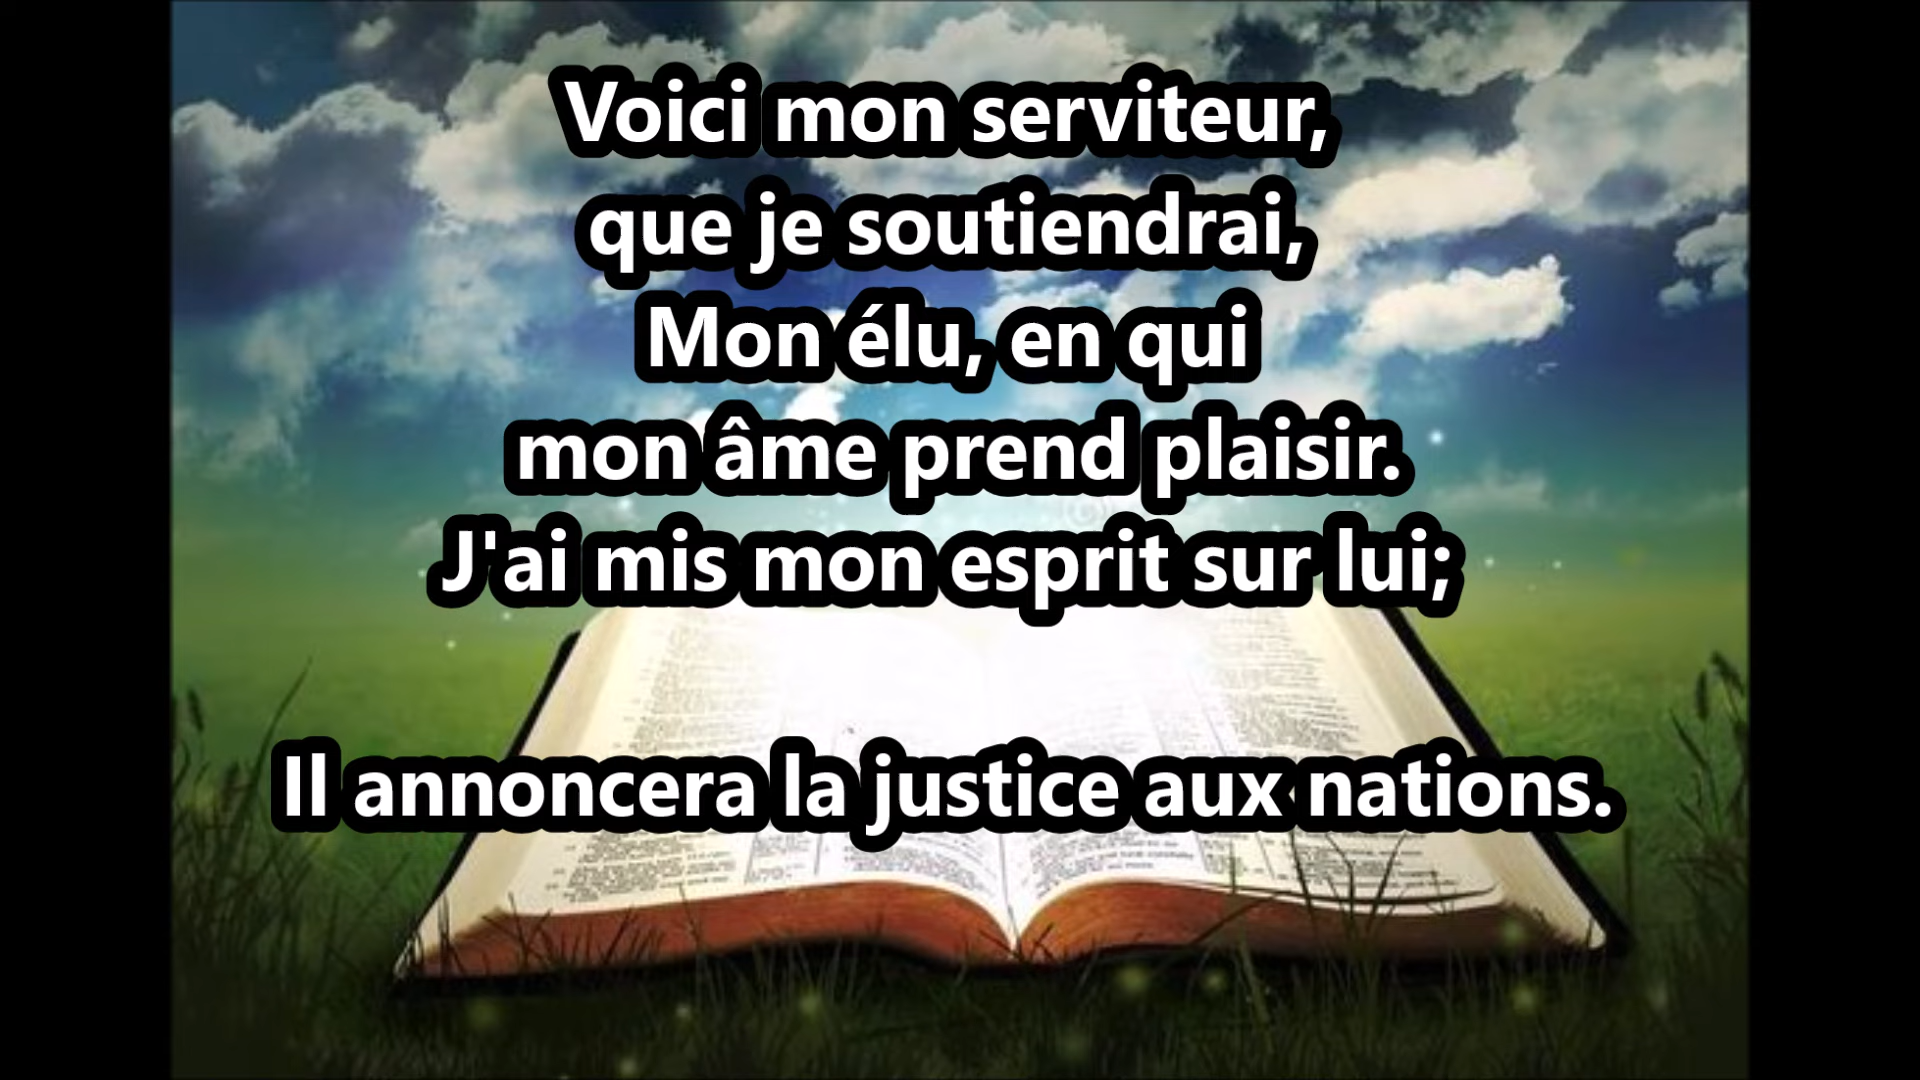 Voici mon serviteur,
que je soutiendrai,
Mon élu, en qui
mon âme prend plaisir.
J'ai mis mon esprit sur lui;
Il annoncera la justice aux nations.